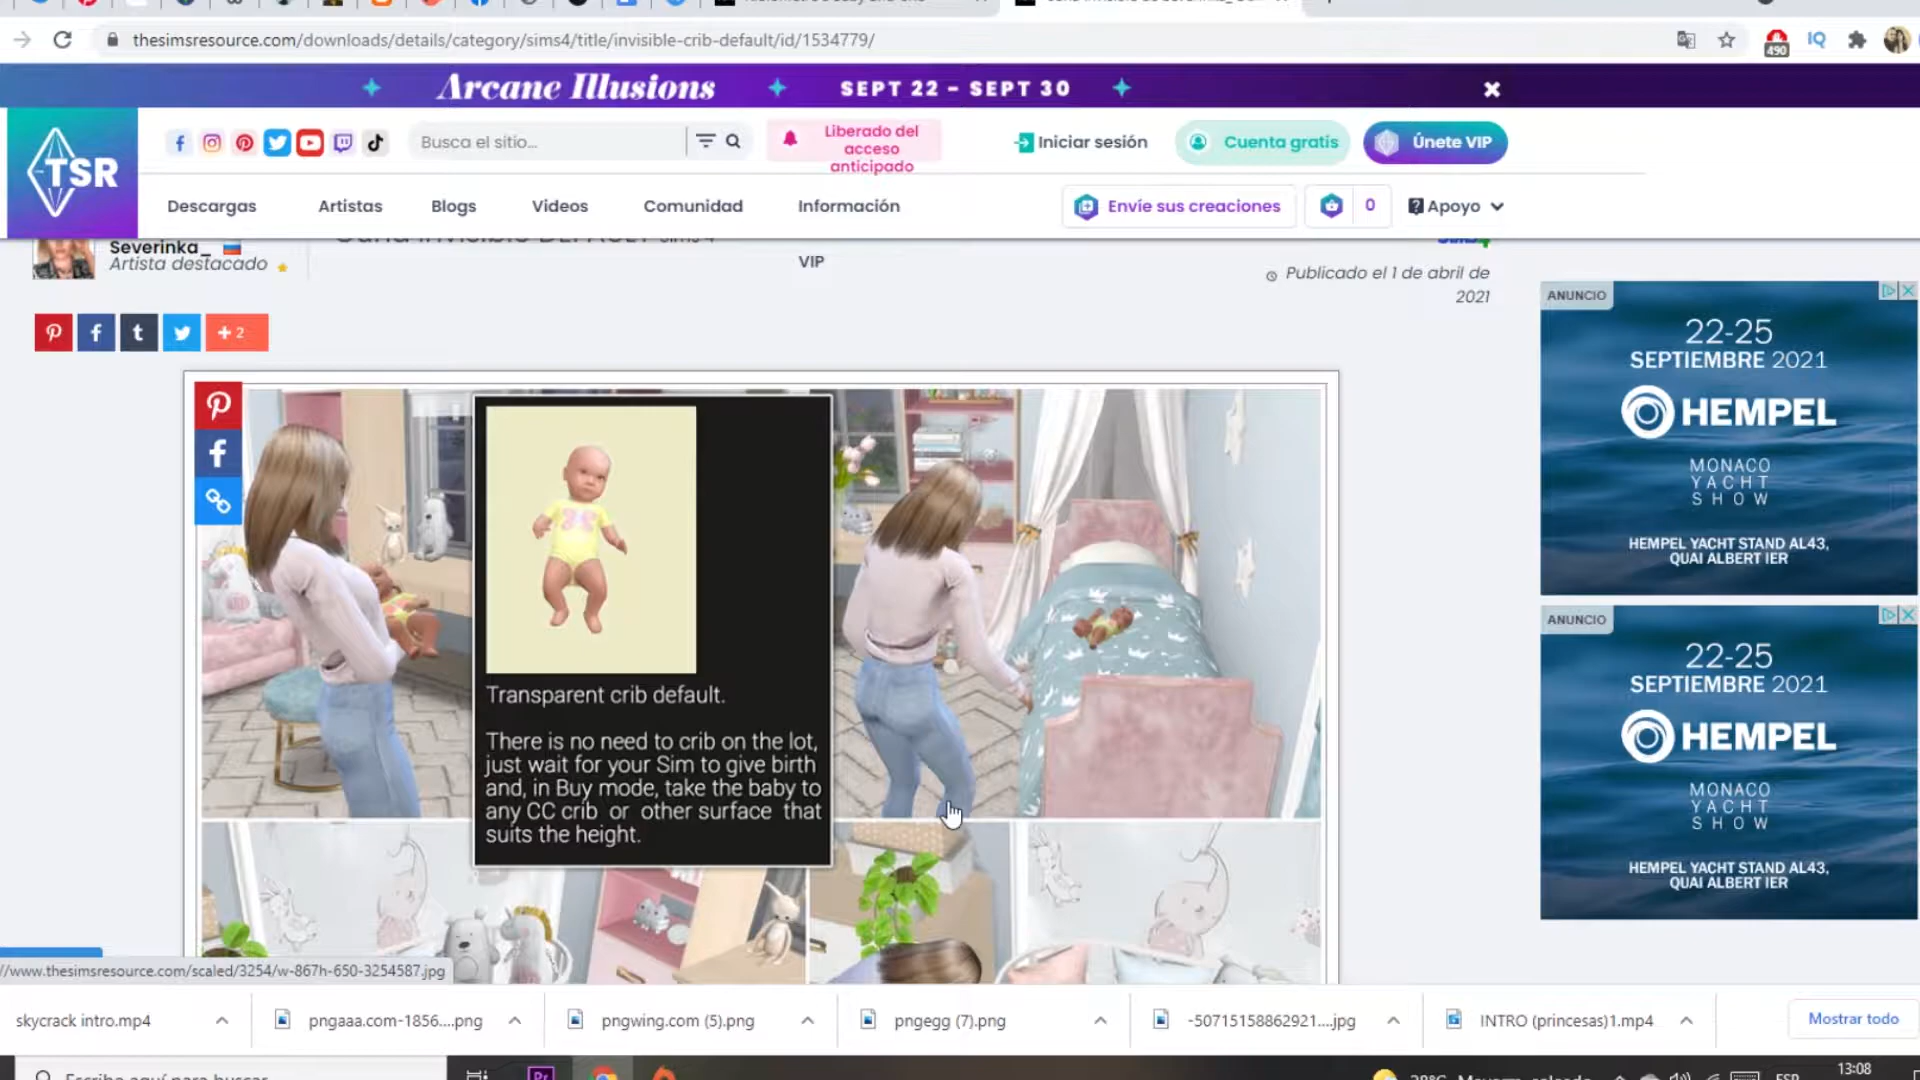 thesimsresource.com/downloads/details/category/sims4/title/invisible-crib-default/id/1534779/
490
IQ
Arcane Illusions
SEPT 22 – SEPT 30
TSR
Busca el sitio...
Liberado del
acceso
anticipado
Iniciar sesión
Cuenta gratis
Únete VIP
Descargas
Artistas
Blogs
Videos
Comunidad
Información
Envíe sus creaciones
0
Apoyo
Severinka_
Artista destacado
VIP
Publicado el 1 de abril de
2021
+ 2
ANUNCIO
22-25
SEPTIEMBRE 2021
HEMPEL
MONACO
YACHT
SHOW
HEMPEL YACHT STAND AL43,
QUAI ALBERT IER
Transparent crib default.
There is no need to crib on the lot,
just wait for your Sim to give birth
and, in Buy mode, take the baby to
any CC crib or other surface that
suits the height.
ANUNCIO
22-25
SEPTIEMBRE 2021
HEMPEL
MONACO
YACHT
SHOW
HEMPEL YACHT STAND AL43,
QUAI ALBERT IER
//www.thesimsresource.com/scaled/3254/w-867h-650-3254587.jpg
skycrack intro.mp4
pngaaa.com-1856....png
pngwing.com (5).png
pngegg (7).png
-50715158862921....jpg
INTRO (princesas)1.mp4
Mostrar todo
Escribe aquí para buscar
Pr
13:08